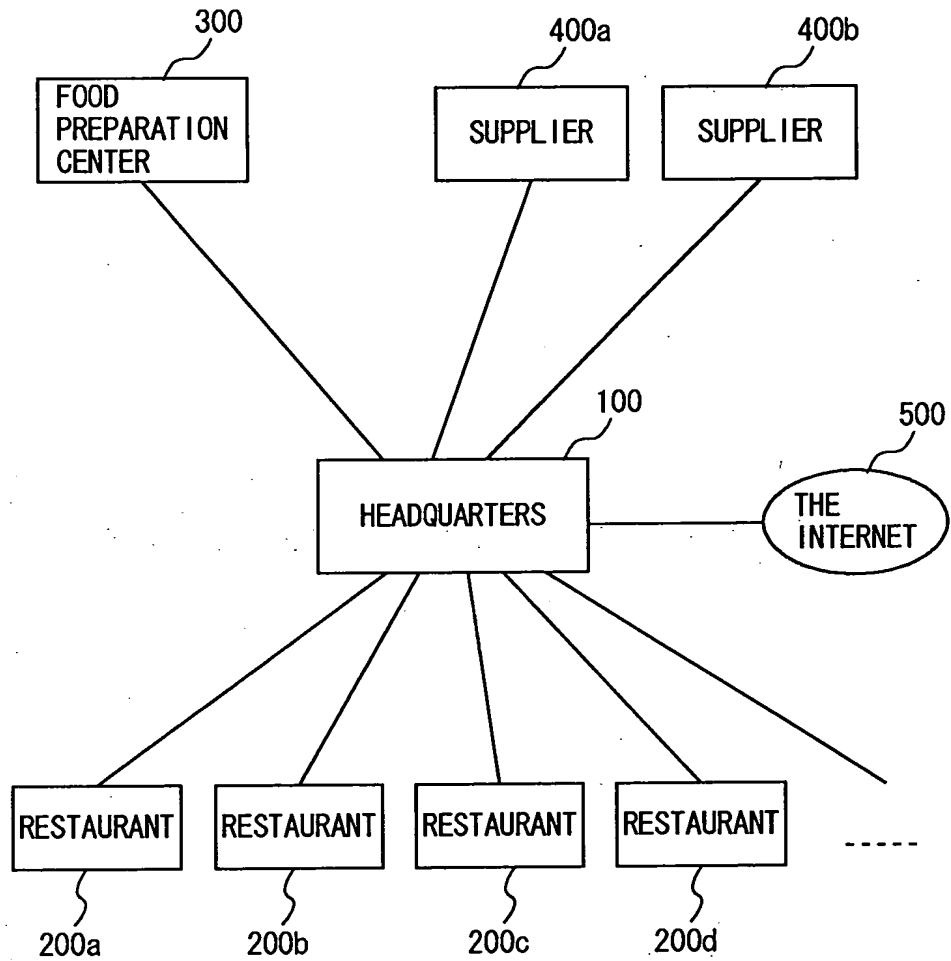 300
400a
400b
FOOD
PREPARATION
CENTER
SUPPLIER
SUPPLIER
100
500
HEADQUARTERS
THE
INTERNET
RESTAURANT
RESTAURANT
RESTAURANT
RESTAURANT
-----
200a
200b
200c
200d